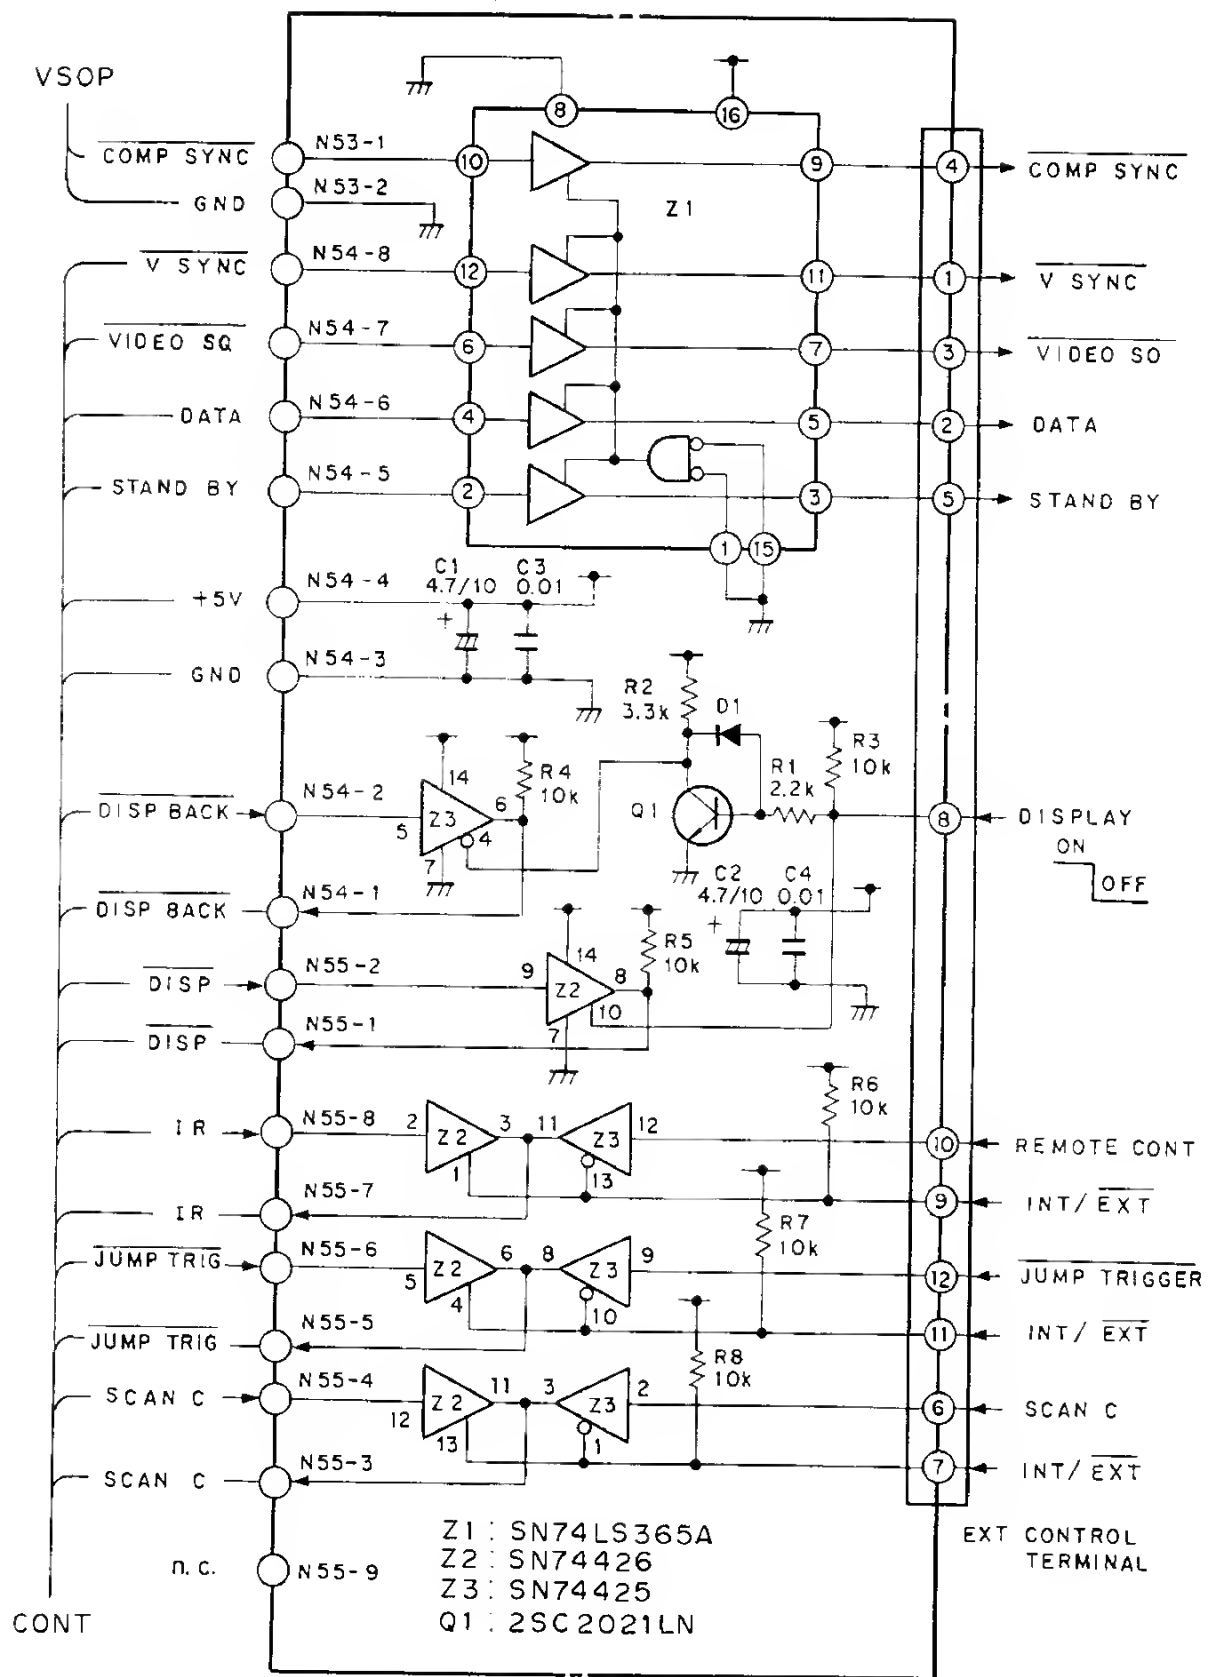 VSOP
COMP SYNC
N53-1
10
8
16
9
4
COMP SYNC
GND
N53-2
Z1
V SYNC
N54-8
12
11
1
V SYNC
VIDEO SQ
N54-7
6
7
3
VIDEO SO
DATA
N54-6
4
5
2
DATA
STAND BY
N54-5
2
3
5
STAND BY
1
15
+5V
N54-4
C1
4.7/10
+
C3
0.01
GND
N54-3
R2
3.3k
D1
R3
10k
R1
2.2k
DISP BACK
N54-2
5
14
Z3
7
4
6
R4
10k
Q1
8
DISPLAY
ON
OFF
DISP BACK
N54-1
C2
4.7/10
+
C4
0.01
DISP
N55-2
9
14
Z2
8
10
7
R5
10k
DISP
N55-1
R6
10k
IR
N55-8
2
Z2
3
1
11
Z3
12
13
10
REMOTE CONT
IR
N55-7
9
INT/EXT
R7
10k
JUMP TRIG
N55-6
5
Z2
6
4
8
Z3
9
10
12
JUMP TRIGGER
JUMP TRIG
N55-5
11
INT/EXT
R8
10k
SCAN C
N55-4
12
Z2
11
13
3
Z3
2
1
6
SCAN C
SCAN C
N55-3
7
INT/EXT
n.c.
N55-9
Z1 : SN74LS365A
Z2 : SN74426
Z3 : SN74425
Q1 : 2SC2021LN
EXT CONTROL
TERMINAL
CONT